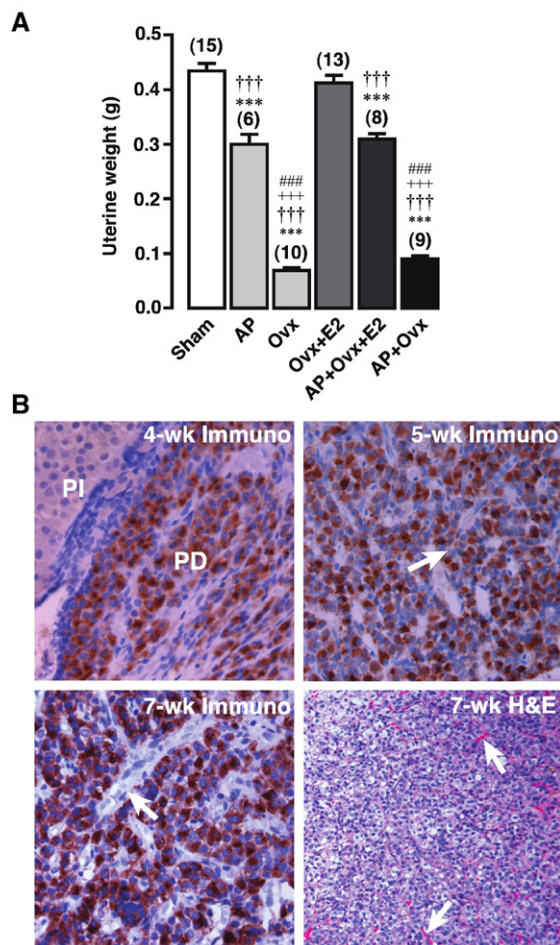 A
Uterine weight (g)
0.5
0.4
0.3
0.2
0.1
0.0
(15)
†††
***
(6)
###
+++
†††
***
(10)
(13)
†††
***
(8)
###
+++
†††
***
(9)
Sham
AP
Ovx
Ovx+E2
AP+Ovx+E2
AP+Ovx
B
4-wk Immuno
PI
PD
5-wk Immuno
7-wk Immuno
7-wk H&E